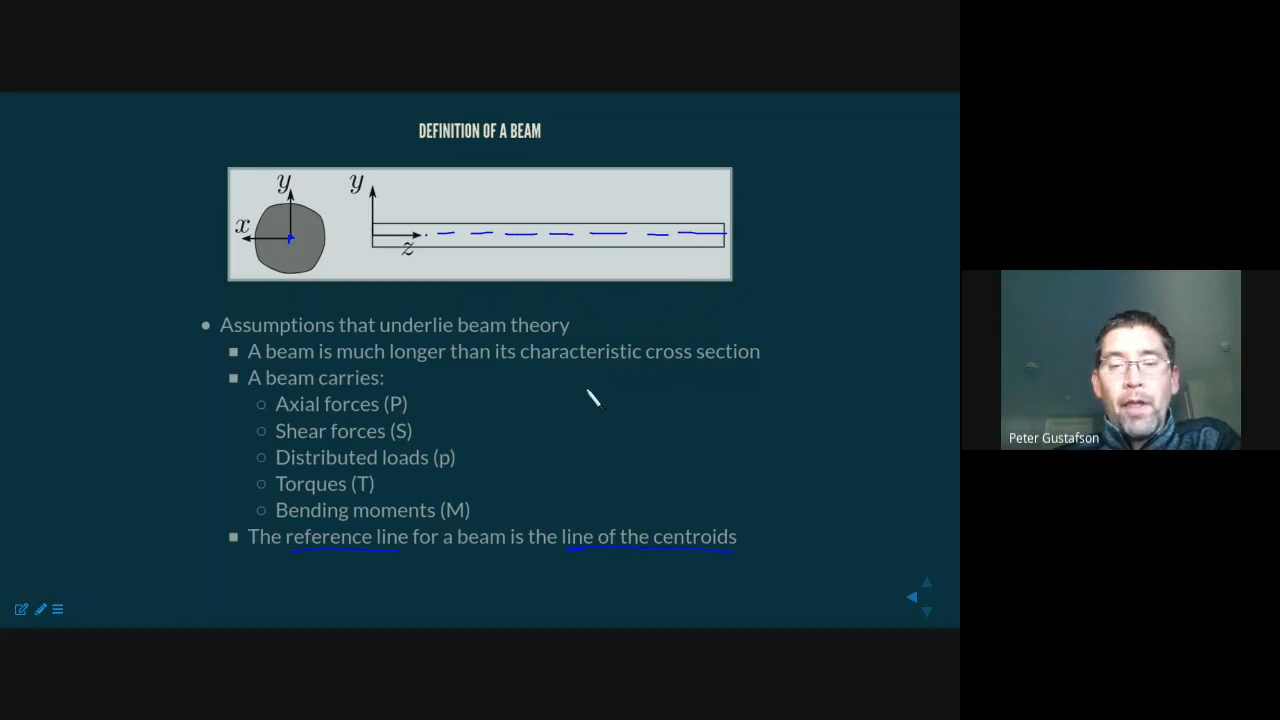 DEFINITION OF A BEAM
y
y
x
z
Assumptions that underlie beam theory
A beam is much longer than its characteristic cross section
A beam carries:
Axial forces (P)
Shear forces (S)
Distributed loads (p)
Torques (T)
Bending moments (M)
The reference line for a beam is the line of the centroids
Peter Gustafson